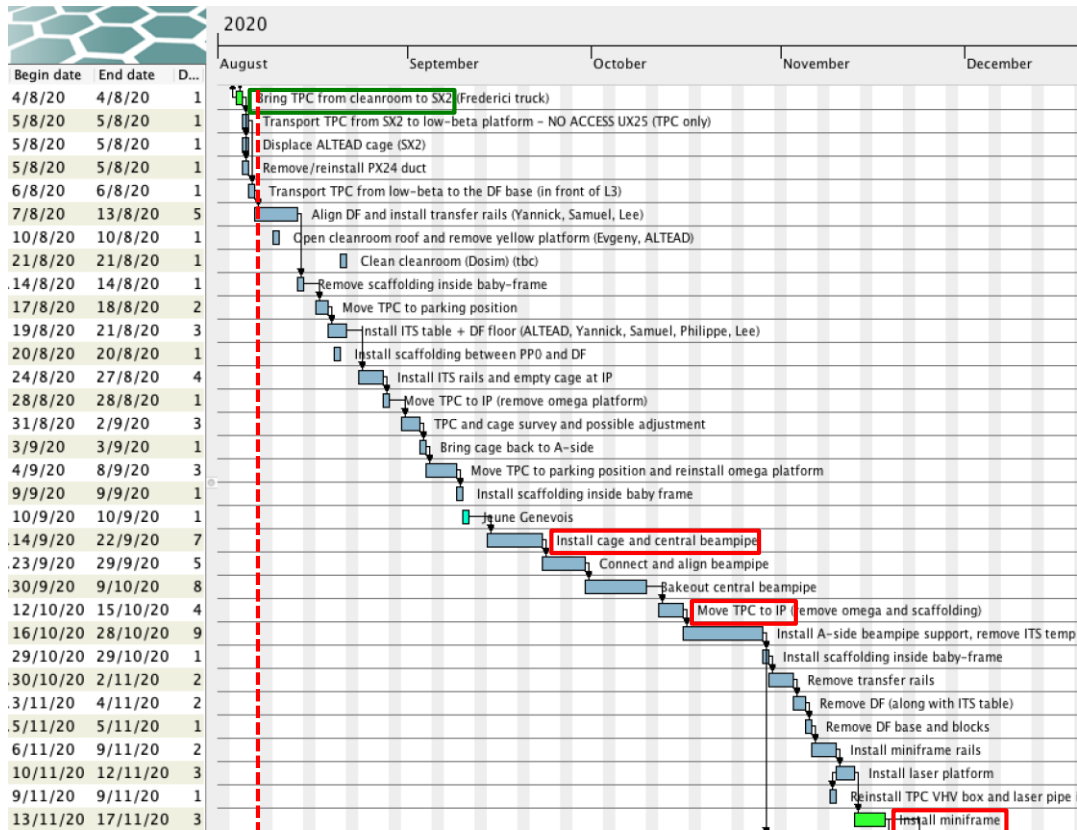 2020
August September October November December
Begin date End date D...
4/8/20 4/8/20 1 Bring TPC from cleanroom to SX2 (Frederici truck)
5/8/20 5/8/20 1 Transport TPC from SX2 to low-beta platform - NO ACCESS UX25 (TPC only)
5/8/20 5/8/20 1 Displace ALTEAD cage (SX2)
5/8/20 5/8/20 1 Remove/reinstall PX24 duct
6/8/20 6/8/20 1 Transport TPC from low-beta to the DF base (in front of L3)
7/8/20 13/8/20 5 Align DF and install transfer rails (Yannick, Samuel, Lee)
10/8/20 10/8/20 1 Open cleanroom roof and remove yellow platform (Evgeny, ALTEAD)
21/8/20 21/8/20 1 Clean cleanroom (Dosim) (tbc)
14/8/20 14/8/20 1 Remove scaffolding inside baby-frame
17/8/20 18/8/20 2 Move TPC to parking position
19/8/20 21/8/20 3 Install ITS table + DF floor (ALTEAD, Yannick, Samuel, Philippe, Lee)
20/8/20 20/8/20 1 Install scaffolding between PP0 and DF
24/8/20 27/8/20 4 Install ITS rails and empty cage at IP
28/8/20 28/8/20 1 Move TPC to IP (remove omega platform)
31/8/20 2/9/20 3 TPC and cage survey and possible adjustment
3/9/20 3/9/20 1 Bring cage back to A-side
4/9/20 8/9/20 3 Move TPC to parking position and reinstall omega platform
9/9/20 9/9/20 1 Install scaffolding inside baby frame
10/9/20 10/9/20 1 Jeune Genevois
14/9/20 22/9/20 7 Install cage and central beampipe
23/9/20 29/9/20 5 Connect and align beampipe
30/9/20 9/10/20 8 Bakeout central beampipe
12/10/20 15/10/20 4 Move TPC to IP (remove omega and scaffolding)
16/10/20 28/10/20 9 Install A-side beampipe support, remove ITS temp
29/10/20 29/10/20 1 Install scaffolding inside baby-frame
30/10/20 2/11/20 2 Remove transfer rails
3/11/20 4/11/20 2 Remove DF (along with ITS table)
5/11/20 5/11/20 1 Remove DF base and blocks
6/11/20 9/11/20 2 Install miniframe rails
10/11/20 12/11/20 3 Install laser platform
9/11/20 9/11/20 1 Reinstall TPC VHV box and laser pipe
13/11/20 17/11/20 3 Install miniframe